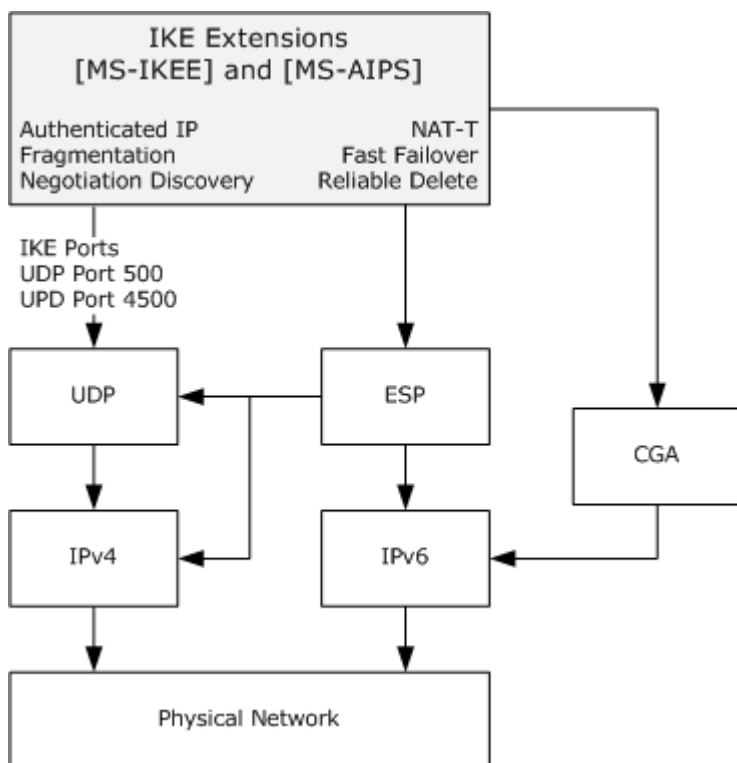 IKE Extensions
[MS-IKEE] and [MS-AIPS]
Authenticated IP
Fragmentation
Negotiation Discovery
NAT-T
Fast Failover
Reliable Delete
IKE Ports
UDP Port 500
UPD Port 4500
UDP
ESP
CGA
IPv4
IPv6
Physical Network